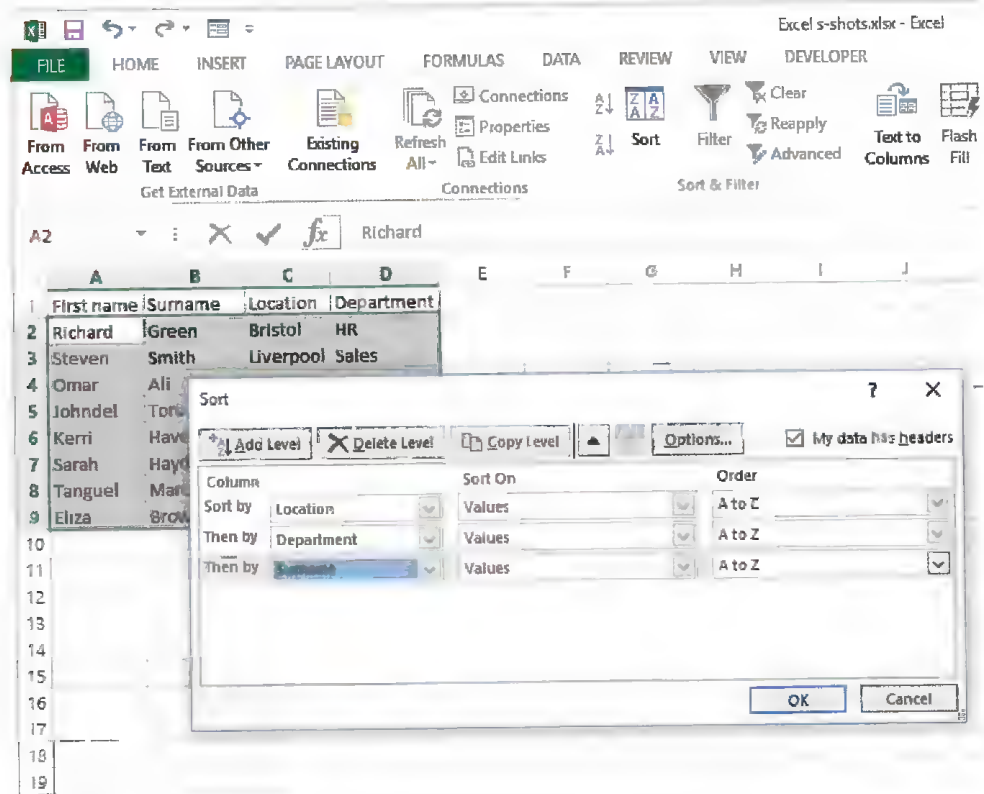 Excel s-shots.xlsx - Excel
FILE HOME INSERT PAGE LAYOUT FORMULAS DATA REVIEW VIEW DEVELOPER
From Access
From Web
From Text
From Other Sources
Existing Connections
Refresh All
Connections
Properties
Edit Links
A Z
Z A
Z A A Z
Sort
Filter
Clear
Reapply
Advanced
Text to Columns
Flash Fill
Get External Data
Connections
Sort & Filter
A2 fx Richard
A B C D E F G H I J
1 First name Surname Location Department
2 Richard Green Bristol HR
3 Steven Smith Liverpool Sales
4 Omar Ali
5 Johndel
6 Kerri
7 Sarah
8 Tanguel
9 Eliza
10
11
12
13
14
15
16
17
18
19
Sort ? X
Add Level Delete Level Copy Level Options... My data has headers
Column Sort On Order
Sort by Location Values A to Z
Then by Department Values A to Z
Then by Surname Values A to Z
OK Cancel